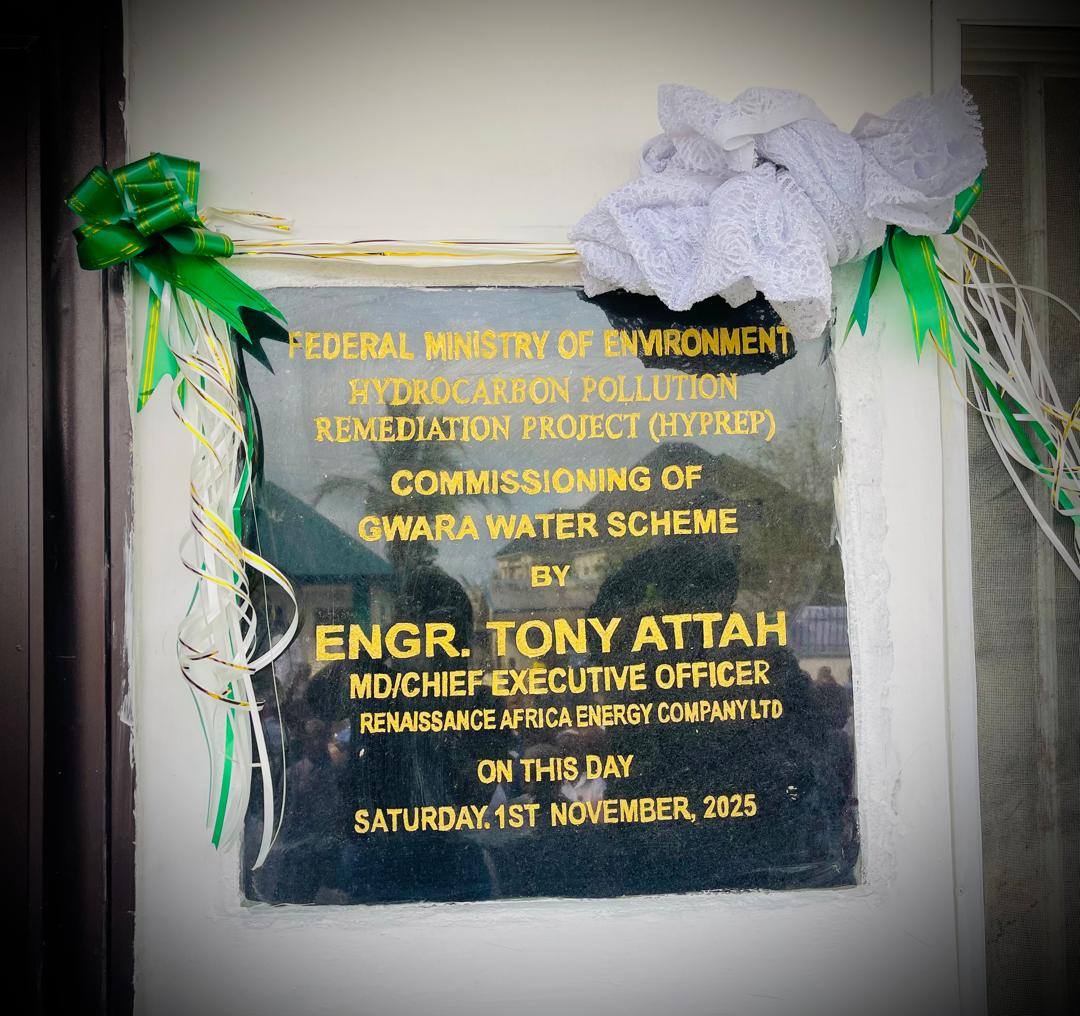 FEDERAL MINISTRY OF ENVIRONMENT
HYDROCARBON POLLUTION
REMEDIATION PROJECT (HYPREP)
COMMISSIONING OF
GWARA WATER SCHEME
BY
ENGR. TONY ATTAH
MD/CHIEF EXECUTIVE OFFICER
RENAISSANCE AFRICA ENERGY COMPANY LTD
ON THIS DAY
SATURDAY. 1ST NOVEMBER, 2025